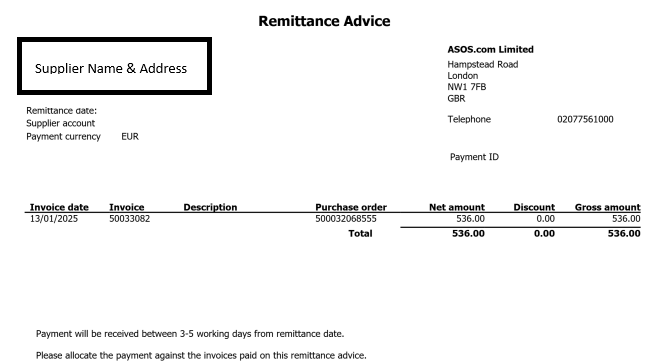 Remittance Advice
Supplier Name & Address
ASOS.com Limited
Hampstead Road
London
NW1 7FB
GBR
Remittance date:
Supplier account
Payment currency EUR
Telephone 02077561000
Payment ID
Invoice date Invoice Description Purchase order Net amount Discount Gross amount
13/01/2025 50033082 500032068555 536.00 0.00 536.00
Total 536.00 0.00 536.00
Payment will be received between 3-5 working days from remittance date.
Please allocate the payment against the invoices paid on this remittance advice.